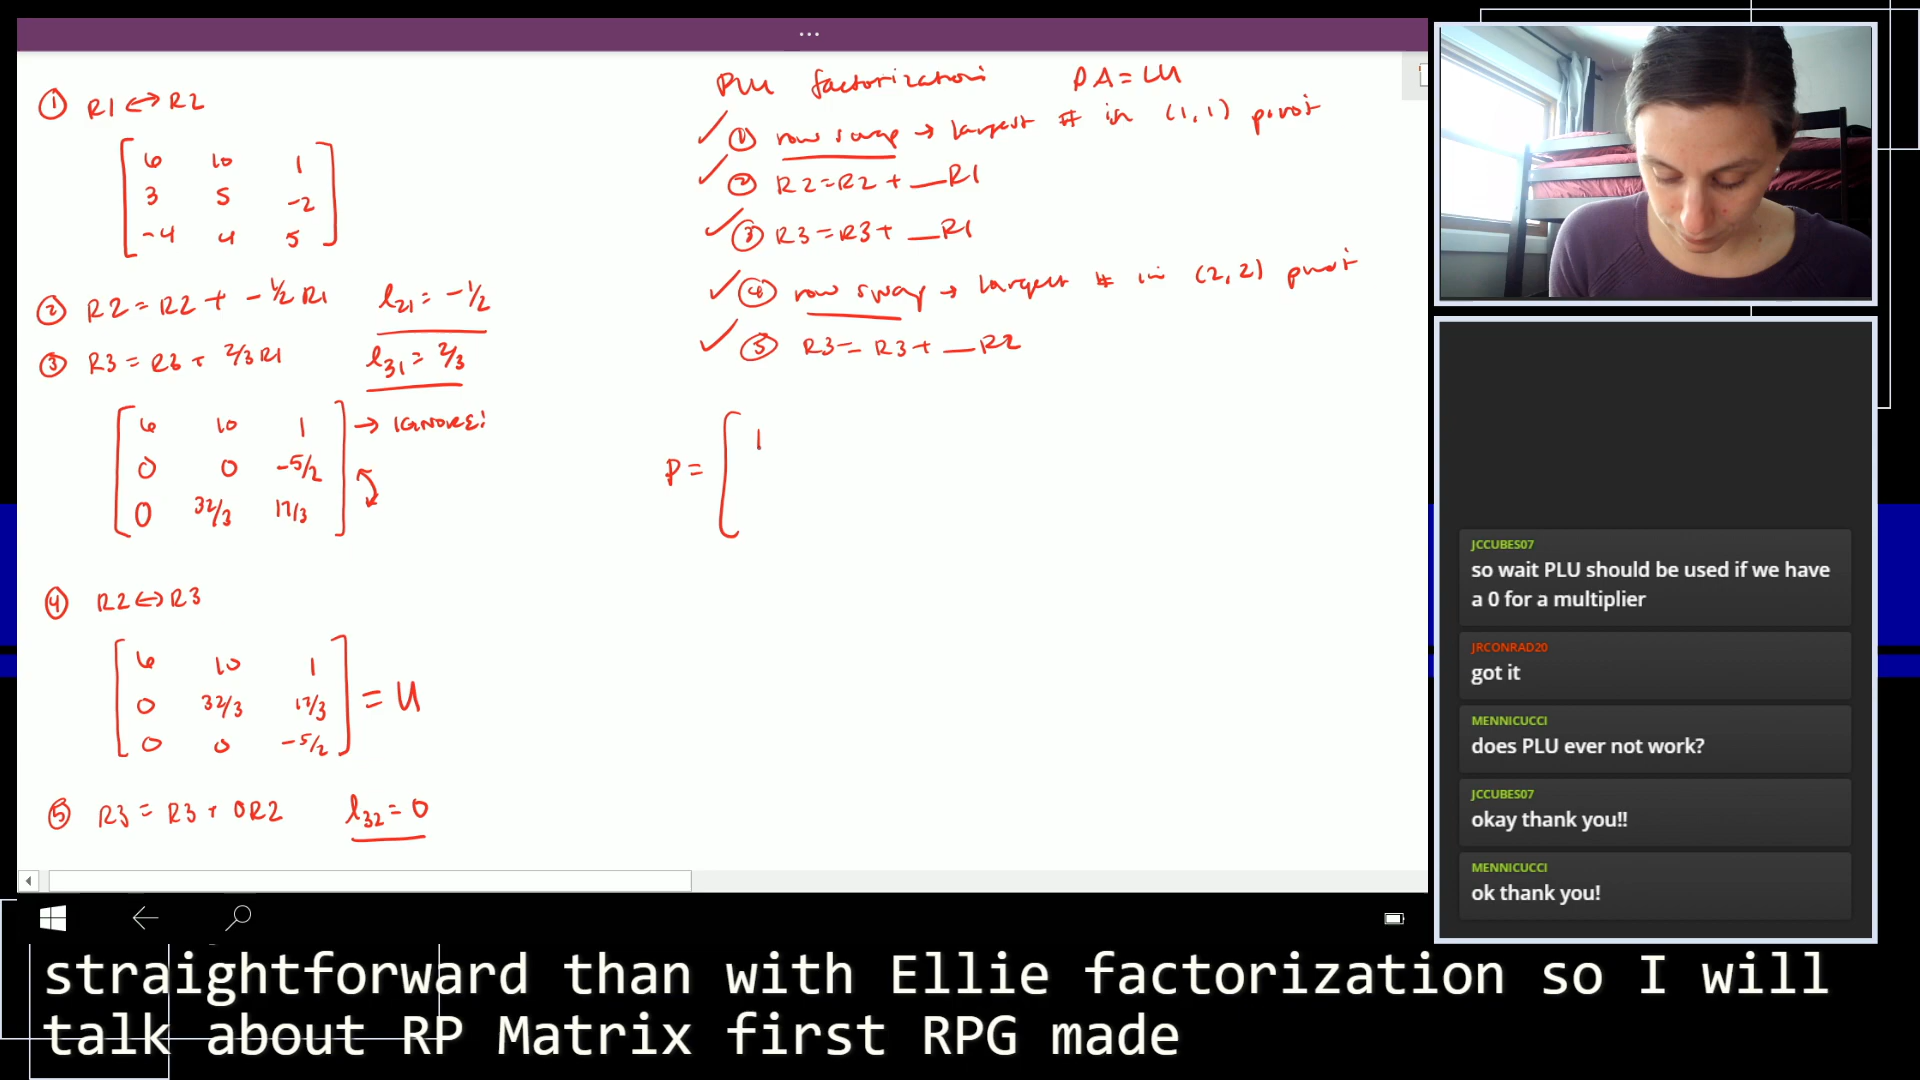 ...
① R1 ↔ R2
6 10 1
3 5 -2
-4 4 5
② R2 = R2 + -1/2 R1 l21 = -1/2
③ R3 = R3 + 2/3 R1 l31 = 2/3
6 10 1 → IGNORE!
0 0 -5/2
0 32/3 17/3
④ R2 ↔ R3
6 10 1
0 32/3 17/3 = U
0 0 -5/2
⑤ R3 = R3 + 0R2 l32 = 0
PLU factorization PA = LU
✓ ① row swap → largest # in (1,1) pivot
✓ ② R2 = R2 + __R1
✓ ③ R3 = R3 + __R1
✓ ④ row swap → largest # in (2,2) pivot
✓ ⑤ R3 = R3 + __R2
P = [ 1
JCCUBES07
so wait PLU should be used if we have
a 0 for a multiplier
JRCONRAD20
got it
MENNICUCCI
does PLU ever not work?
JCCUBES07
okay thank you!!
MENNICUCCI
ok thank you!
straightforward than with Ellie factorization so I will
talk about RP Matrix first RPG made